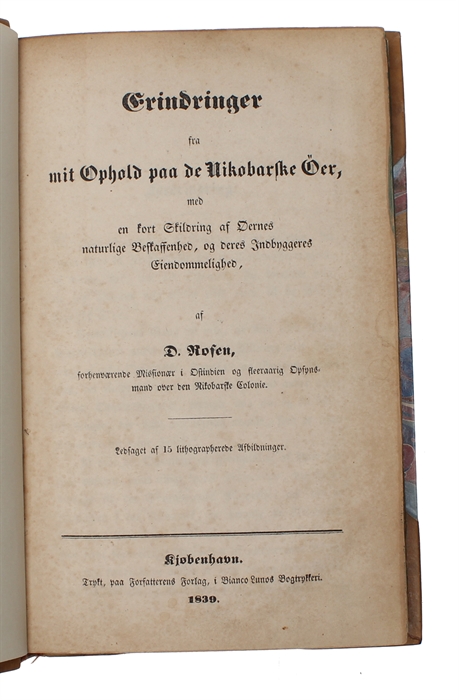 Erindringer
fra
mit Ophold paa de Nikobarske Öer,
med
en kort Skildring af Øernes
naturlige Beskaffenhed, og deres Indbyggeres
Eiendommelighed,
af
D. Rosen,
forhenværende Missionær i Ostindien og fleeraarig Opsyns-
mand over den Nikobarske Colonie.
Ledsaget af 15 lithographerede Afbildninger.
Kjøbenhavn.
Trykt, paa Forfatterens Forlag, i Bianco Lunos Bogtrykkeri.
1839.